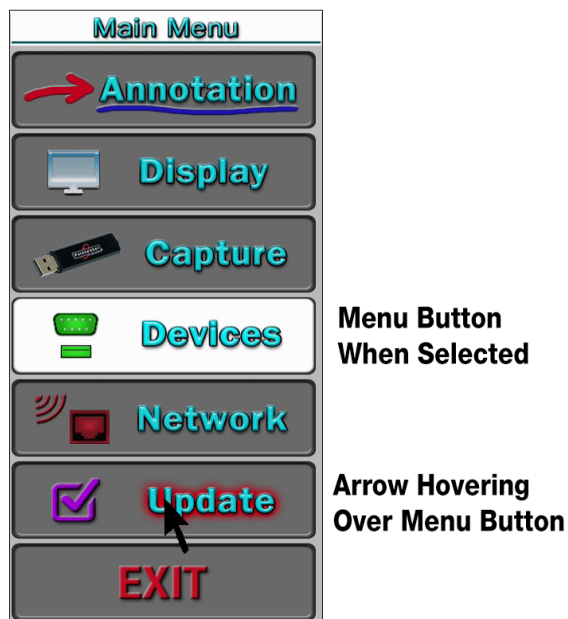 Main Menu
Annotation
Display
Capture
Devices
Menu Button
When Selected
Network
Update
Arrow Hovering
Over Menu Button
EXIT